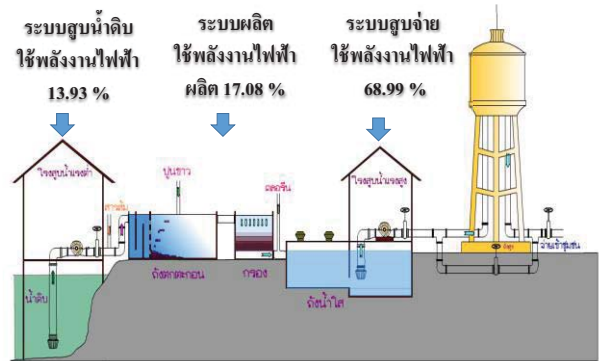 ระบบสูบน้ำดิบ
ใช้พลังงานไฟฟ้า
13.93 %
ระบบผลิต
ใช้พลังงานไฟฟ้า
ผลิต 17.08 %
ระบบสูบจ่าย
ใช้พลังงานไฟฟ้า
68.99 %
โรงสูบน้ำแรงต่ำ
สารส้ม
ปูนขาว
คลอรีน
โรงสูบน้ำแรงสูง
น้ำดิบ
ถังตกตะกอน
กรอง
ถังน้ำใส
จ่ายเข้าชุมชน